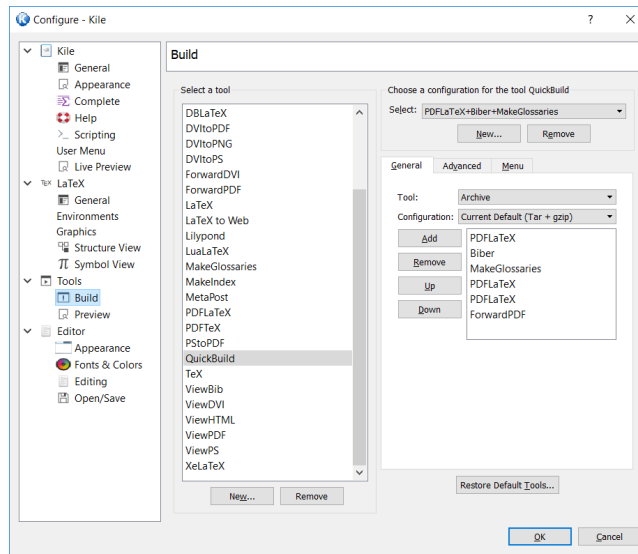 Configure - Kile
Kile
General
Appearance
Complete
Help
Scripting
User Menu
Live Preview
LaTeX
General
Environments
Graphics
Structure View
Symbol View
Tools
Build
Preview
Editor
Appearance
Fonts & Colors
Editing
Open/Save
Build
Select a tool
DBLaTeX
DVItoPDF
DVItoPNG
DVItoPS
ForwardDVI
ForwardPDF
LaTeX
LaTeX to Web
Lilypond
LuaLaTeX
MakeGlossaries
MakeIndex
MetaPost
PDFLaTeX
PDFTeX
PStoPDF
QuickBuild
TeX
ViewBib
ViewDVI
ViewHTML
ViewPDF
ViewPS
XeLaTeX
New... Remove
Choose a configuration for the tool QuickBuild
Select: PDFLaTeX+Biber+MakeGlossaries
New... Remove
General Advanced Menu
Tool: Archive
Configuration: Current Default (Tar + gzip)
Add
Remove
Up
Down
PDFLaTeX
Biber
MakeGlossaries
PDFLaTeX
PDFLaTeX
ForwardPDF
Restore Default Tools...
OK Cancel